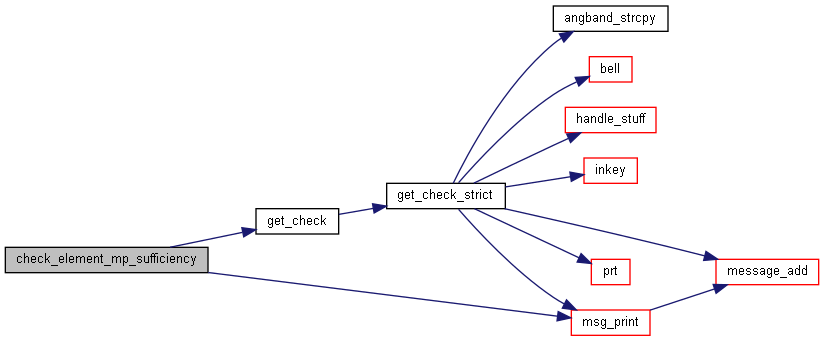 angband_strcpy
bell
handle_stuff
inkey
get_check_strict
get_check
check_element_mp_sufficiency
prt
message_add
msg_print